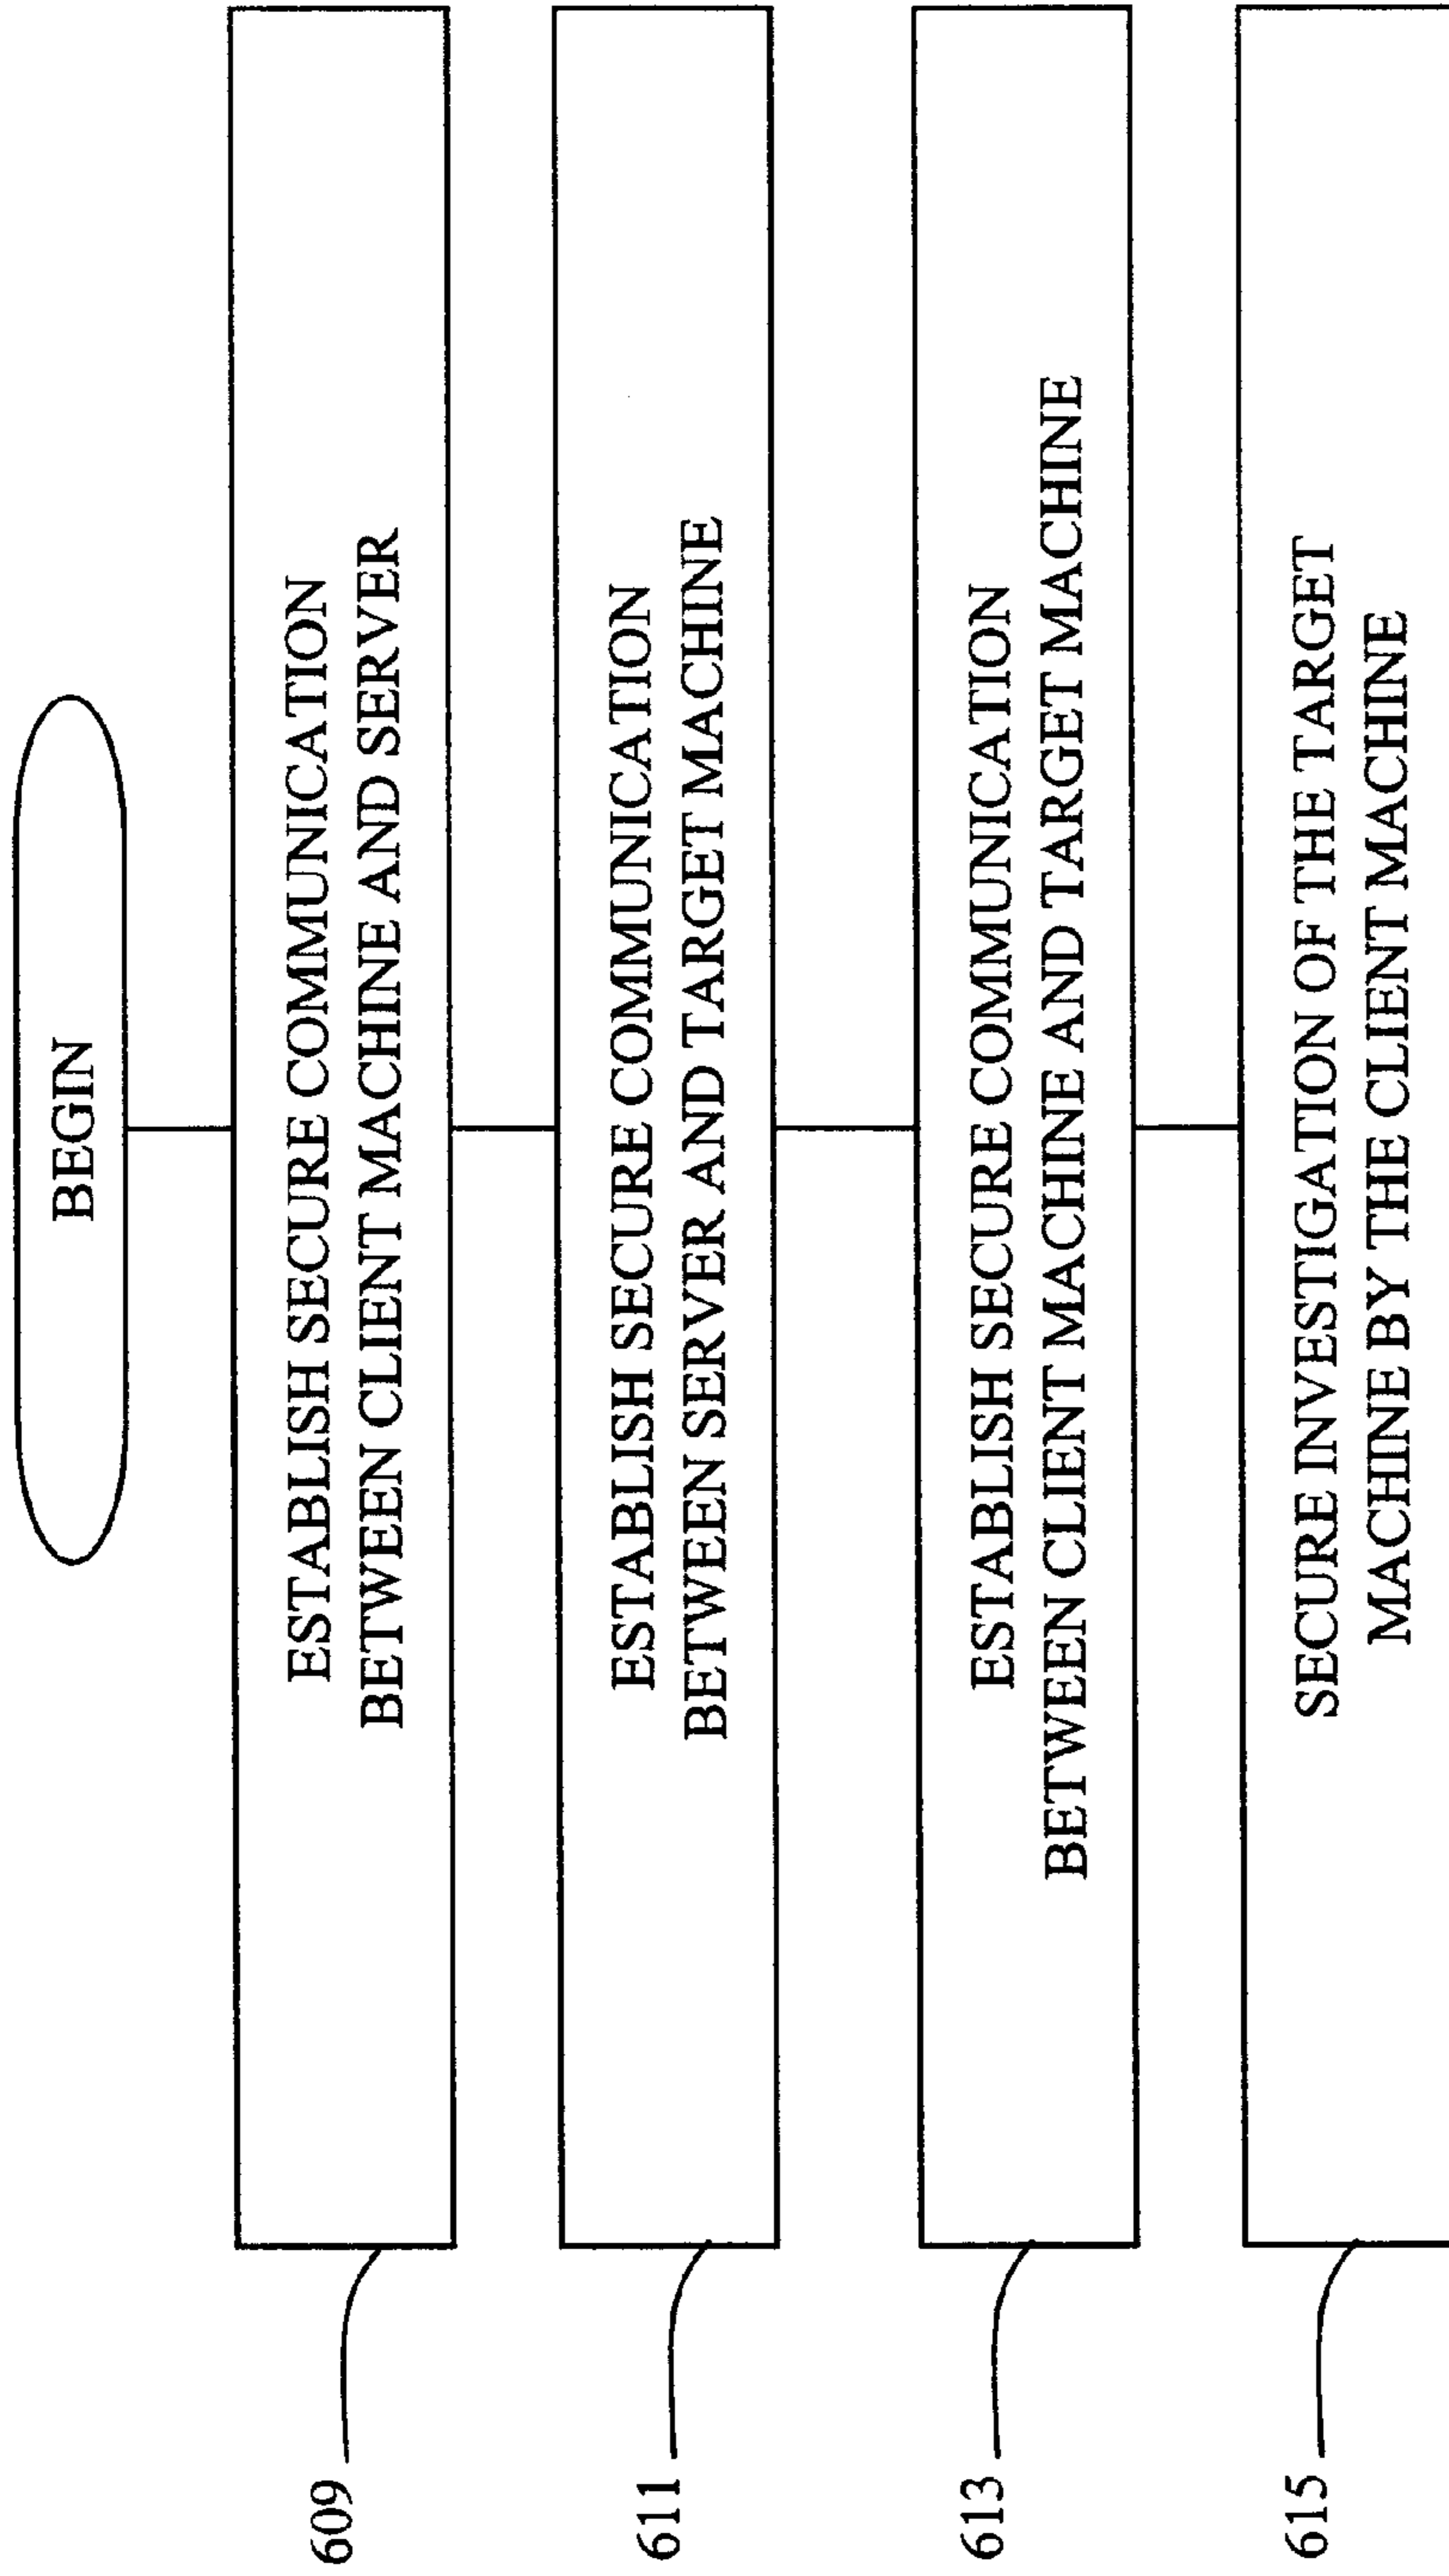 BEGIN
609
ESTABLISH SECURE COMMUNICATION
BETWEEN CLIENT MACHINE AND SERVER
611
ESTABLISH SECURE COMMUNICATION
BETWEEN SERVER AND TARGET MACHINE
613
ESTABLISH SECURE COMMUNICATION
BETWEEN CLIENT MACHINE AND TARGET MACHINE
615
SECURE INVESTIGATION OF THE TARGET
MACHINE BY THE CLIENT MACHINE